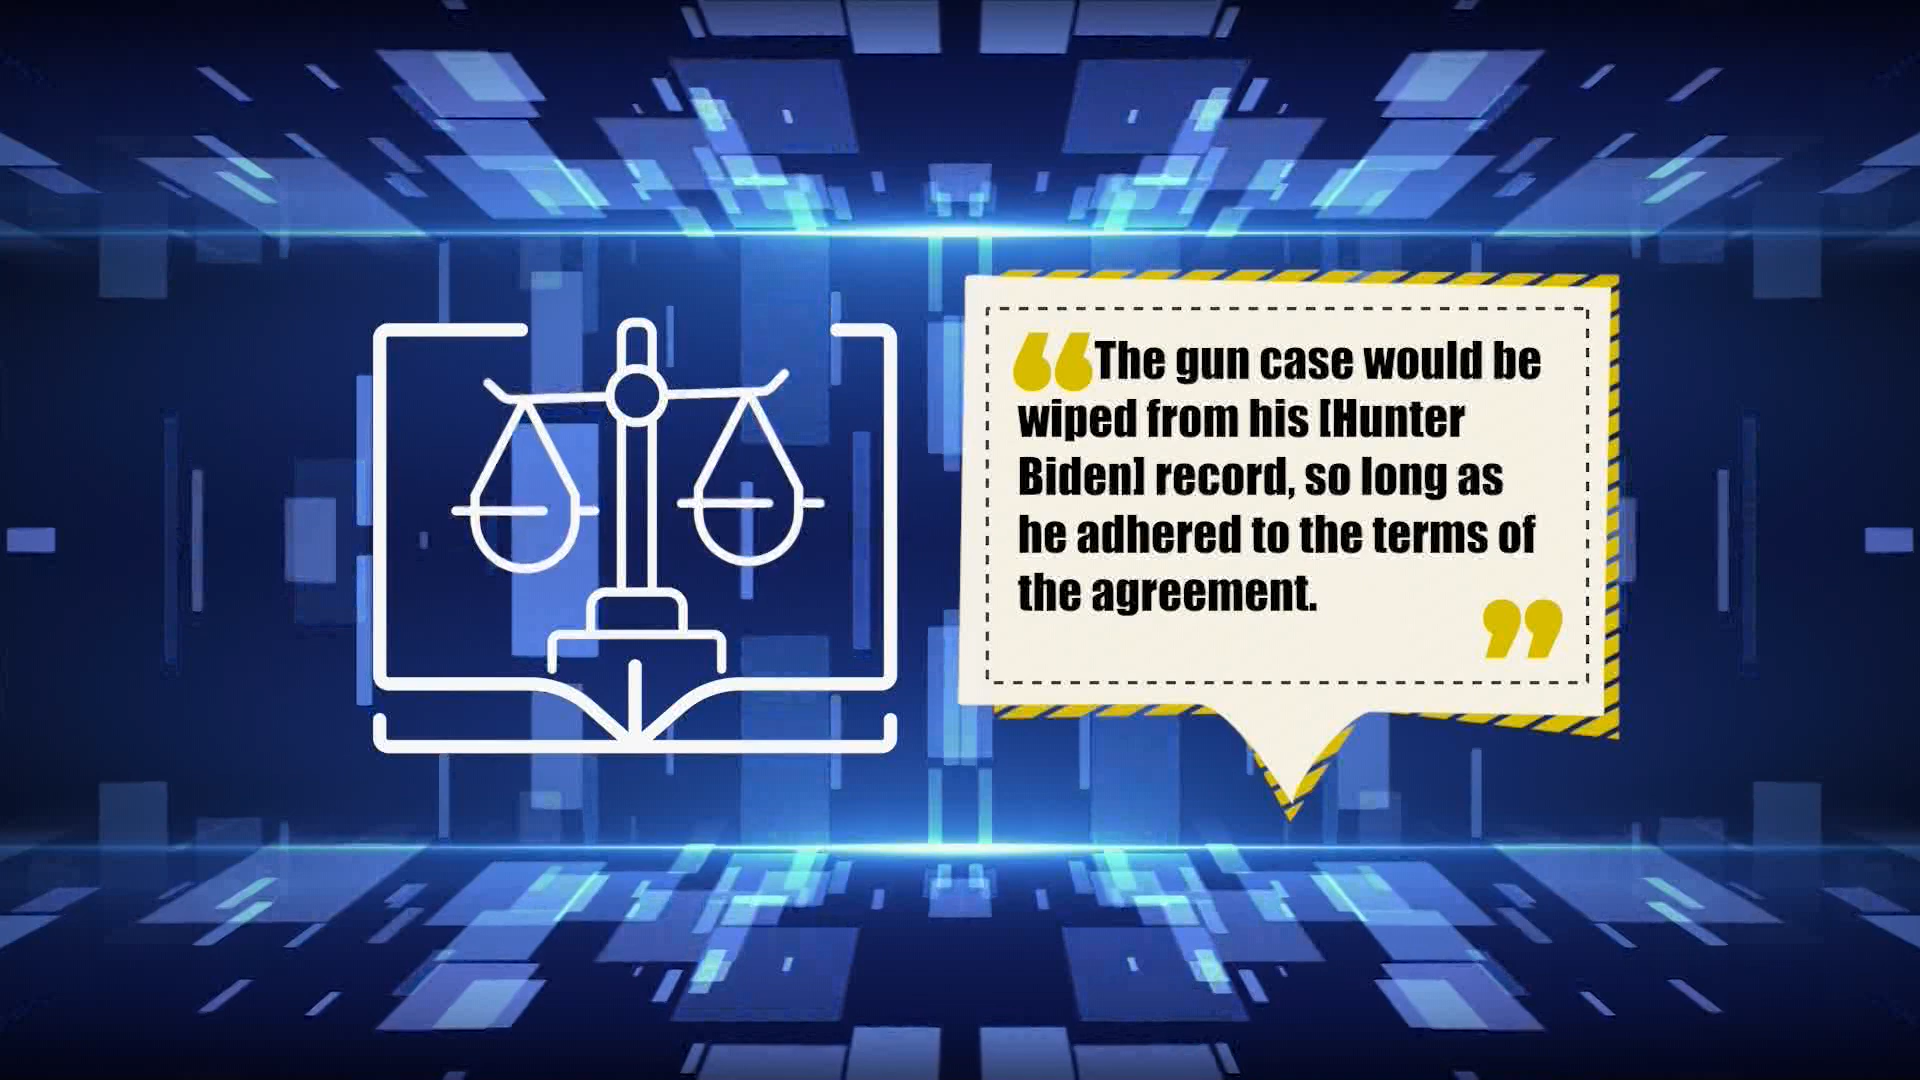 “The gun case would be
wiped from his [Hunter
Biden] record, so long as
he adhered to the terms of
the agreement.
”